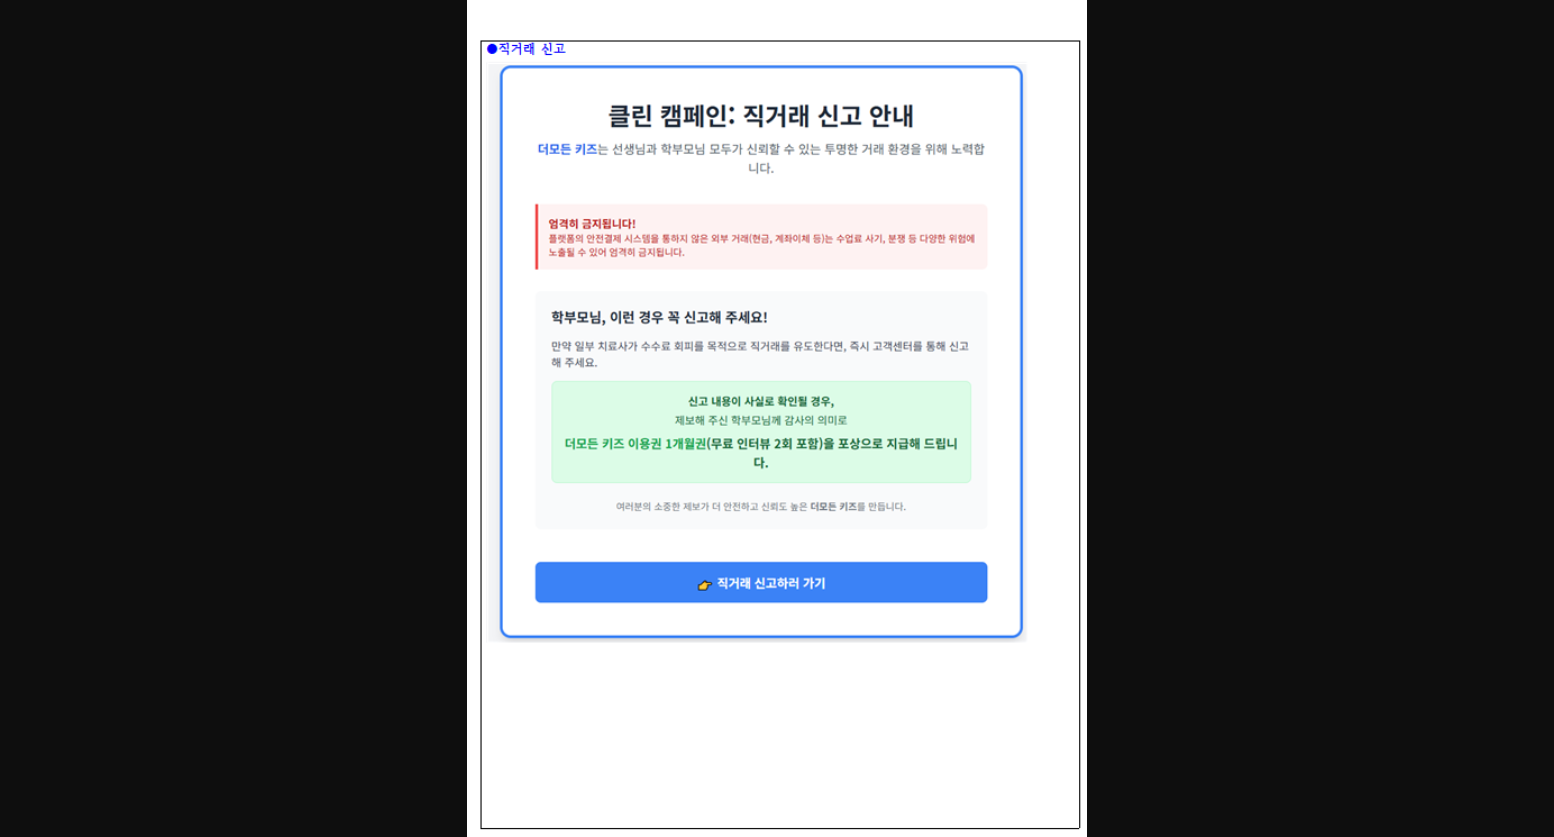 ●직거래 신고
클린 캠페인: 직거래 신고 안내
더모든 키즈는 선생님과 학부모님 모두가 신뢰할 수 있는 투명한 거래 환경을 위해 노력합
니다.
엄격히 금지됩니다!
플랫폼의 안전결제 시스템을 통하지 않은 외부 거래(현금, 계좌이체 등)는 수업료 사기, 분쟁 등 다양한 위험에
노출될 수 있어 엄격히 금지됩니다.
학부모님, 이런 경우 꼭 신고해 주세요!
만약 일부 치료사가 수수료 회피를 목적으로 직거래를 유도한다면, 즉시 고객센터를 통해 신고
해 주세요.
신고 내용이 사실로 확인될 경우,
제보해 주신 학부모님께 감사의 의미로
더모든 키즈 이용권 1개월권(무료 인터뷰 2회 포함)을 포상으로 지급해 드립니
다.
여러분의 소중한 제보가 더 안전하고 신뢰도 높은 더모든 키즈를 만듭니다.
👉 직거래 신고하러 가기